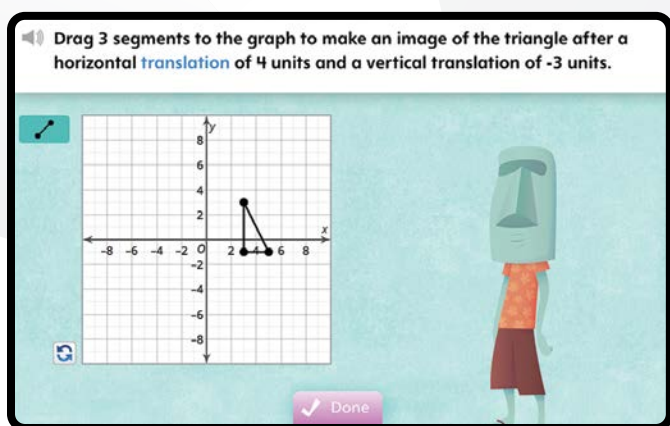 Drag 3 segments to the graph to make an image of the triangle after a
horizontal translation of 4 units and a vertical translation of -3 units.
y
8
6
4
2
x
-8 -6 -4 -2 O 2 4 6 8
-2
-4
-6
-8
Done